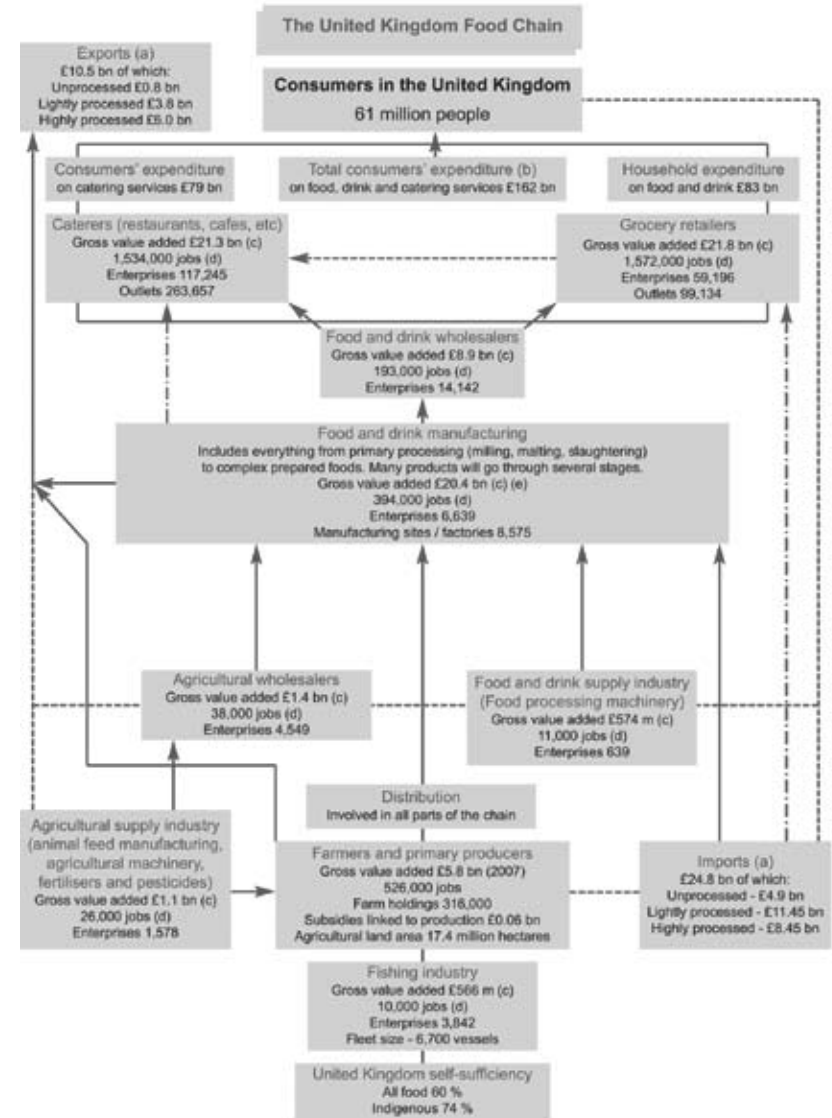 The United Kingdom Food Chain
Exports (a)
£10.5 bn of which:
Unprocessed £0.8 bn
Lightly processed £3.8 bn
Highly processed £6.0 bn
Consumers in the United Kingdom
61 million people
Consumers' expenditure
on catering services £79 bn
Total consumers' expenditure (b)
on food, drink and catering services £162 bn
Household expenditure
on food and drink £83 bn
Caterers (restaurants, cafes, etc)
Gross value added £21.3 bn (c)
1,534,000 jobs (d)
Enterprises 117,245
Outlets 263,657
Grocery retailers
Gross value added £21.8 bn (c)
1,572,000 jobs (d)
Enterprises 59,196
Outlets 99,134
Food and drink wholesalers
Gross value added £8.9 bn (c)
193,000 jobs (d)
Enterprises 14,142
Food and drink manufacturing
Includes everything from primary processing (milling, malting, slaughtering)
to complex prepared foods. Many products will go through several stages.
Gross value added £20.4 bn (c) (e)
394,000 jobs (d)
Enterprises 6,639
Manufacturing sites / factories 8,575
Agricultural wholesalers
Gross value added £1.4 bn (c)
38,000 jobs (d)
Enterprises 4,549
Food and drink supply industry
(Food processing machinery)
Gross value added £574 m (c)
11,000 jobs (d)
Enterprises 639
Distribution
Involved in all parts of the chain
Agricultural supply industry
(animal feed manufacturing,
agricultural machinery,
fertilisers and pesticides)
Gross value added £1.1 bn (c)
26,000 jobs (d)
Enterprises 1,578
Farmers and primary producers
Gross value added £5.8 bn (2007)
526,000 jobs
Farm holdings 316,000
Subsidies linked to production £0.06 bn
Agricultural land area 17.4 million hectares
Imports (a)
£24.8 bn of which:
Unprocessed - £4.9 bn
Lightly processed - £11.45 bn
Highly processed - £8.45 bn
Fishing industry
Gross value added £566 m (c)
10,000 jobs (d)
Enterprises 3,842
Fleet size - 6,700 vessels
United Kingdom self-sufficiency
All food 60 %
Indigenous 74 %